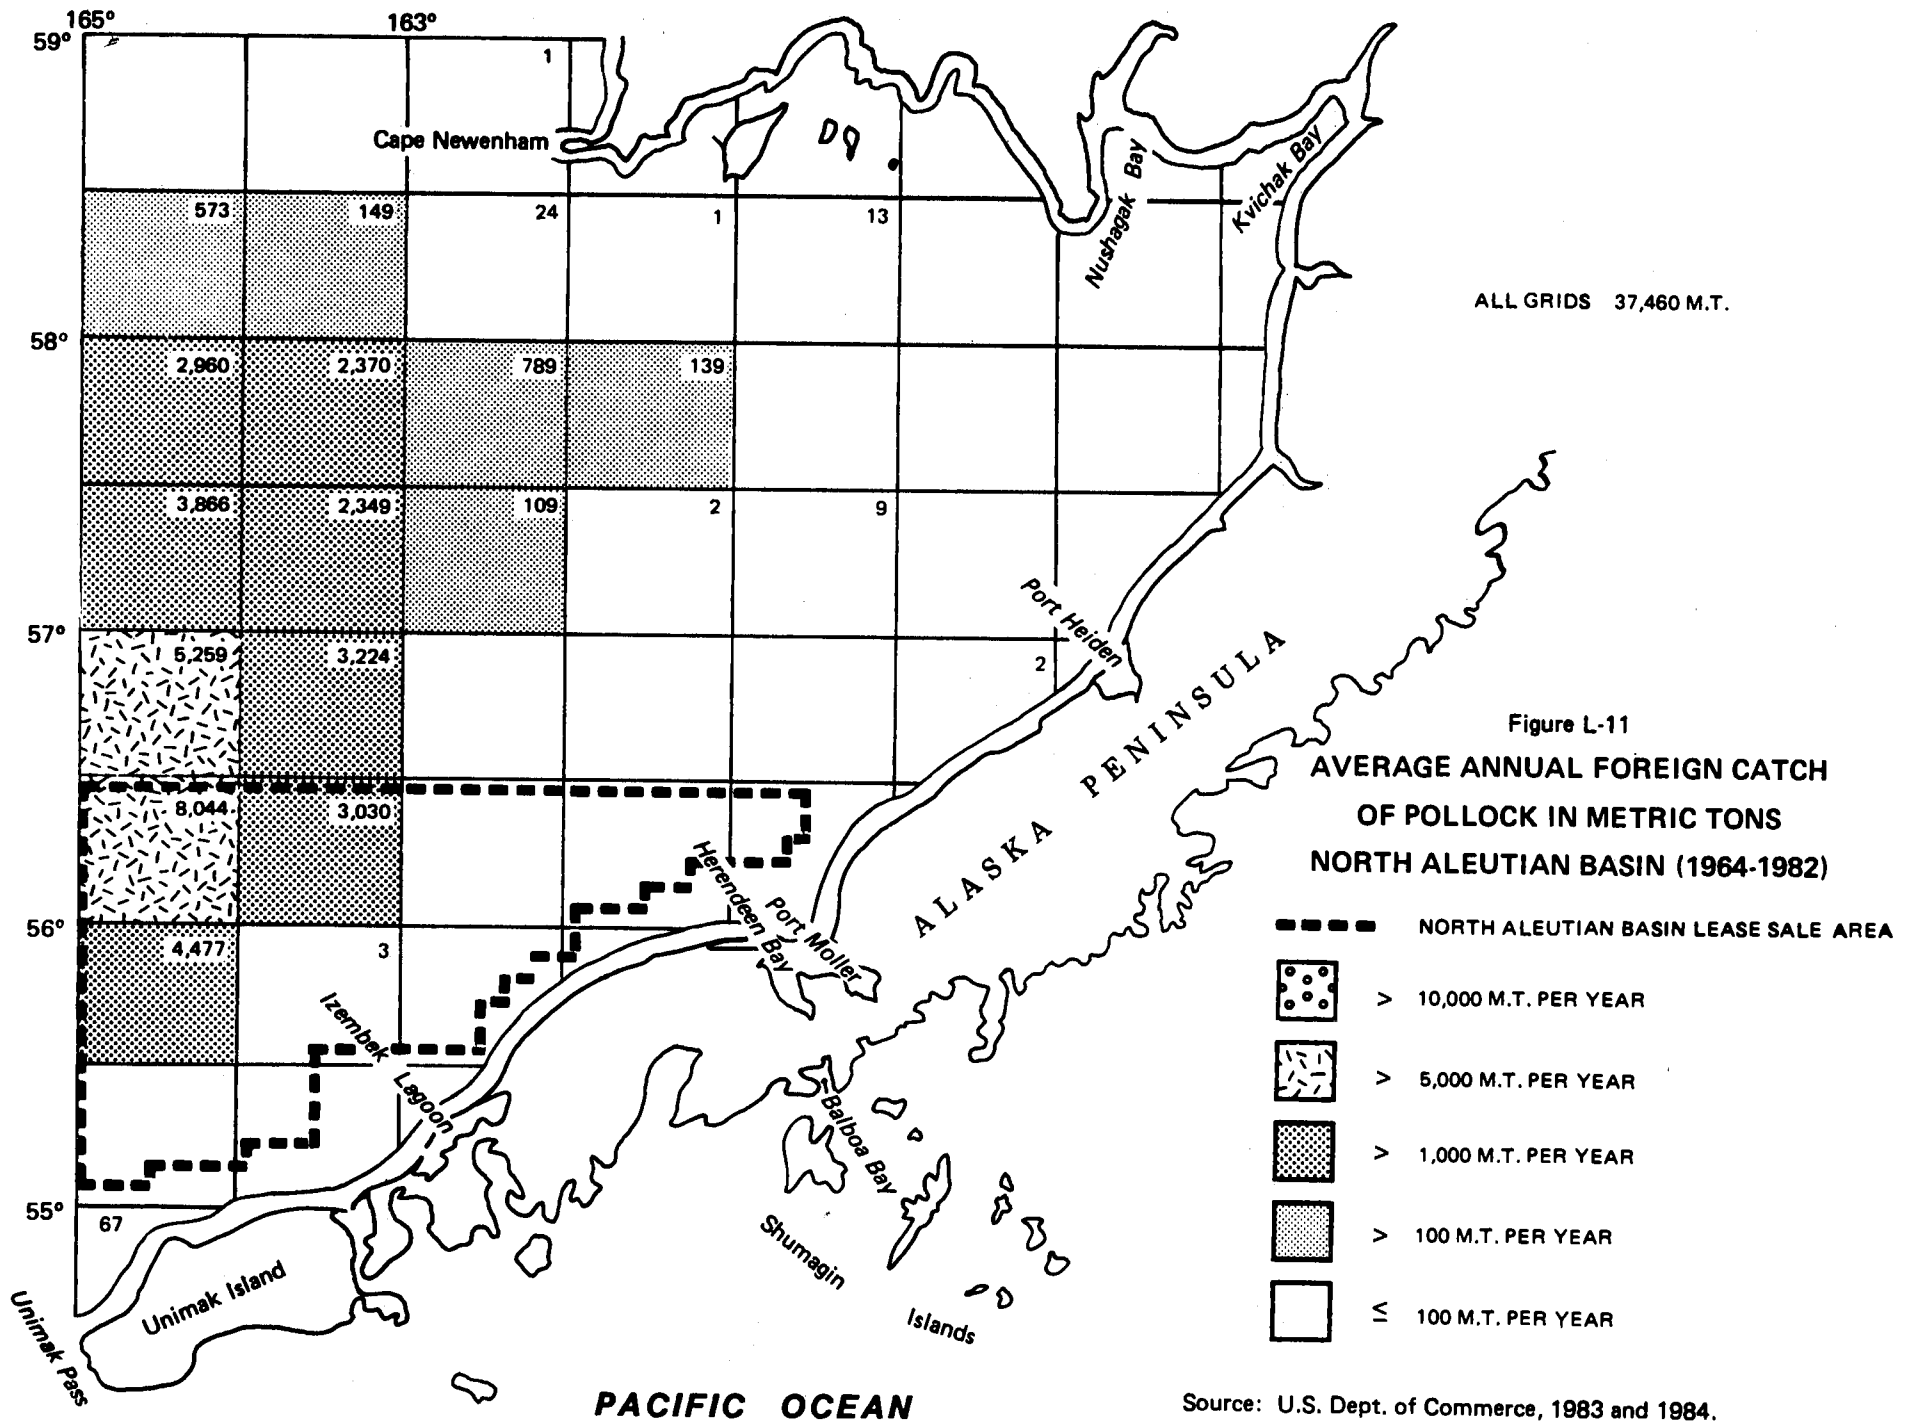 165° 163°
59°
1
Cape Newenham
Nushagak Bay
Kvichak Bay
573 149 24 1 13
ALL GRIDS 37,460 M.T.
58°
2,960 2,370 789 139
3,866 2,349 109 2 9
Port Heiden
57°
5,259 3,224 2
ALASKA PENINSULA
Figure L-11
AVERAGE ANNUAL FOREIGN CATCH
OF POLLOCK IN METRIC TONS
NORTH ALEUTIAN BASIN (1964-1982)
8,044 3,030
Herendeen Bay
Port Moller
56°
4,477 3
NORTH ALEUTIAN BASIN LEASE SALE AREA
> 10,000 M.T. PER YEAR
> 5,000 M.T. PER YEAR
> 1,000 M.T. PER YEAR
> 100 M.T. PER YEAR
≤ 100 M.T. PER YEAR
Izembek Lagoon
Balboa Bay
55°
67
Shumagin
Islands
Unimak Island
Unimak Pass
PACIFIC OCEAN
Source: U.S. Dept. of Commerce, 1983 and 1984.